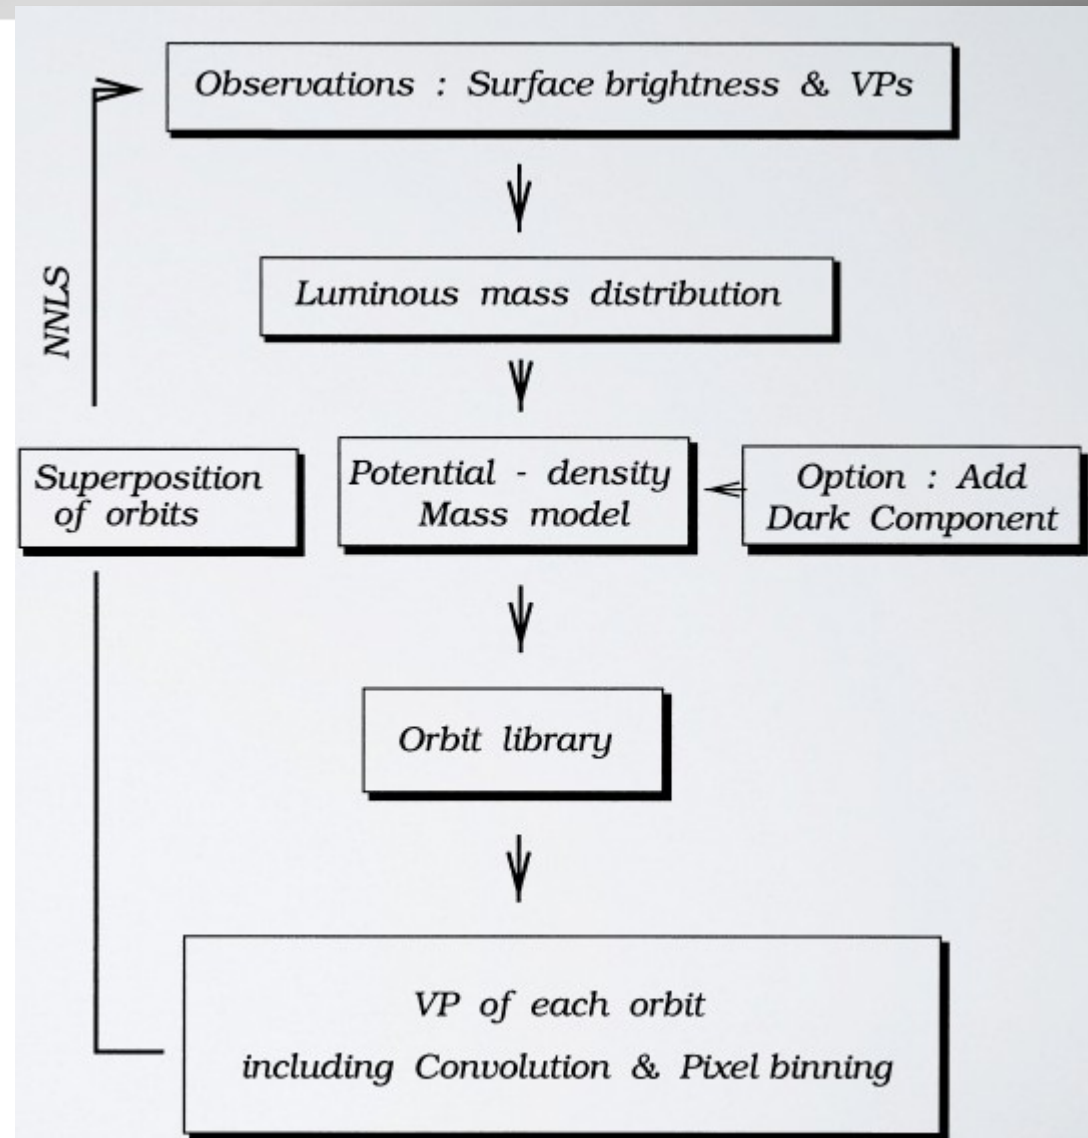 Observations : Surface brightness & VPs
Luminous mass distribution
NNLS
Superposition
of orbits
Potential - density
Mass model
Option : Add
Dark Component
Orbit library
VP of each orbit
including Convolution & Pixel binning